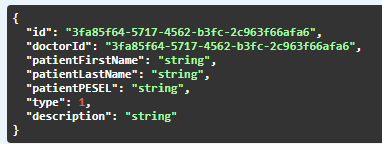 {
"id": "3fa85f64-5717-4562-b3fc-2c963f66afa6",
"doctorId": "3fa85f64-5717-4562-b3fc-2c963f66afa6",
"patientFirstName": "string",
"patientLastName": "string",
"patientPESEL": "string",
"type": 1,
"description": "string"
}